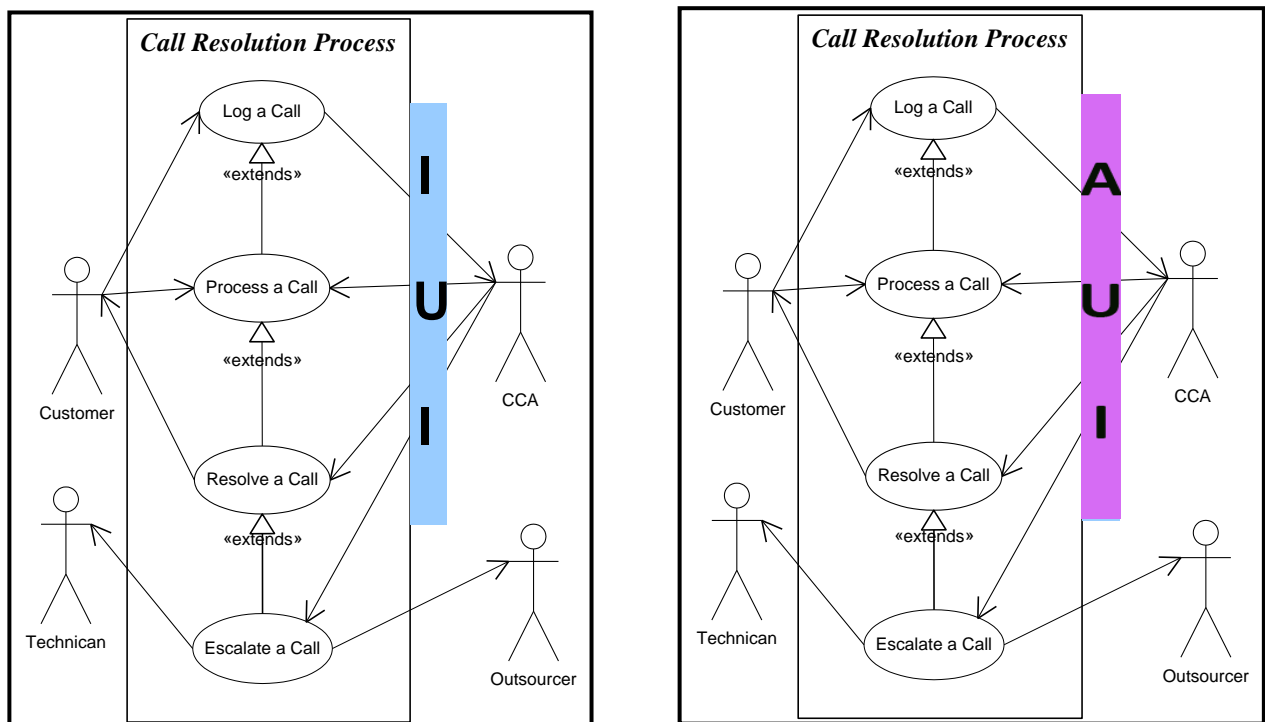 Call Resolution Process
Log a Call
«extends»
I
Process a Call
U
«extends»
Customer
CCA
I
Resolve a Call
«extends»
Technican
Escalate a Call
Outsourcer
Call Resolution Process
Log a Call
«extends»
A
Process a Call
U
«extends»
Customer
CCA
I
Resolve a Call
«extends»
Technican
Escalate a Call
Outsourcer